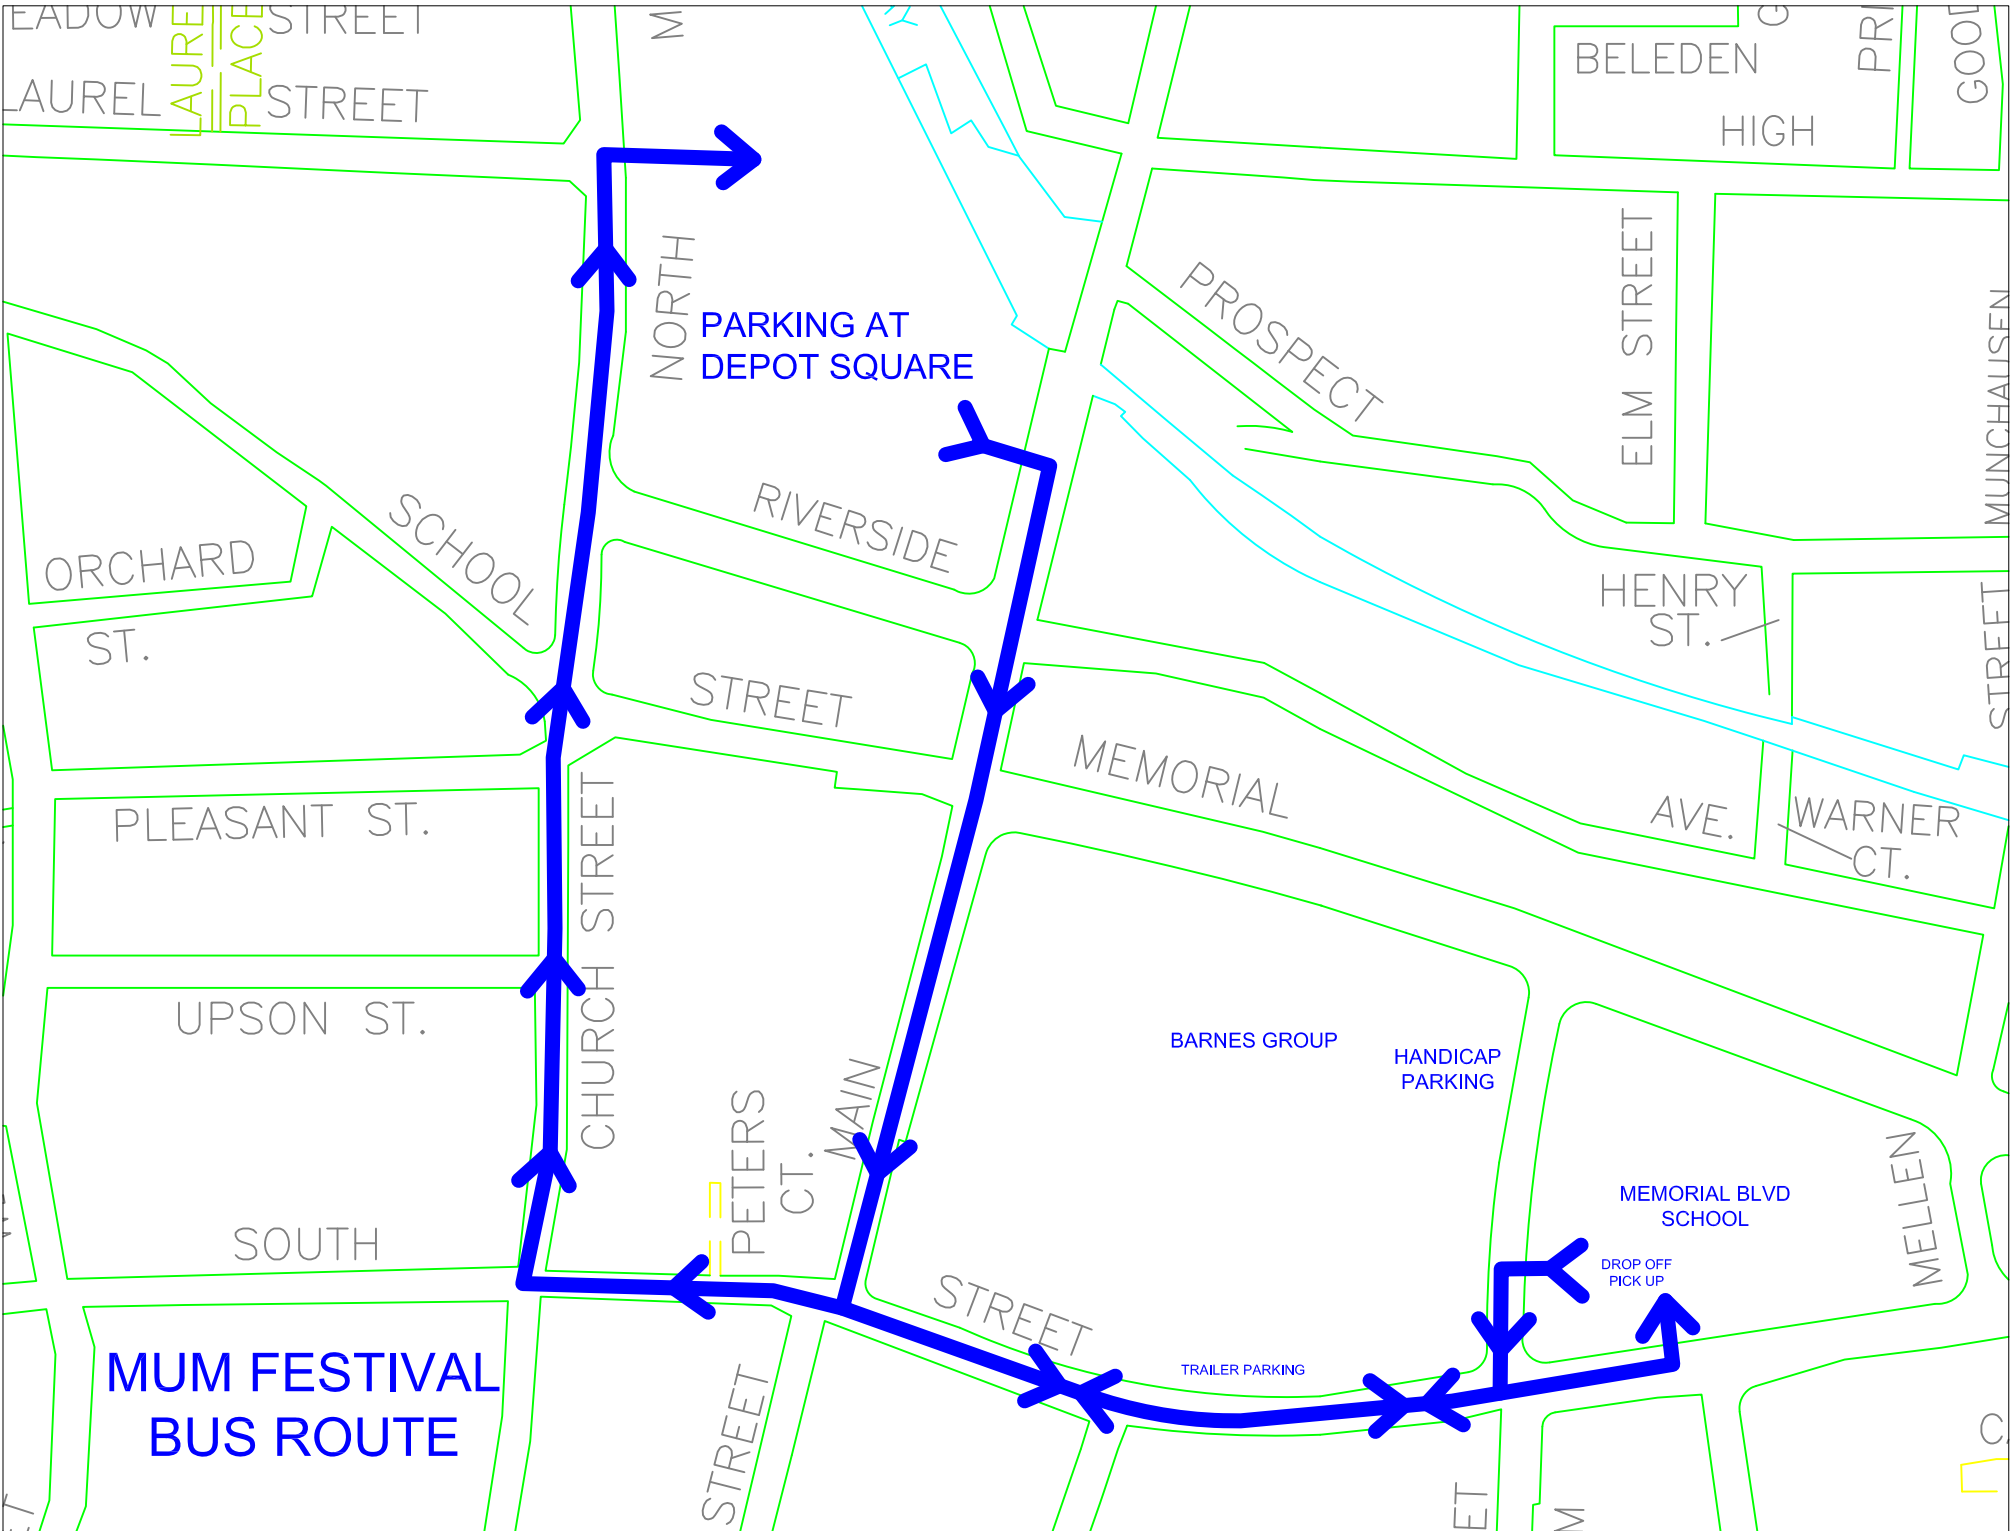 STREET
LAUREL
PLACE
STREET
BELEDEN
HIGH
NORTH
PROSPECT
ELM STREET
MUNCHAUSEN
STREET
PARKING AT
DEPOT SQUARE
SCHOOL
RIVERSIDE
STREET
ORCHARD
ST.
HENRY
ST.
MEMORIAL
AVE.
WARNER
CT.
PLEASANT ST.
CHURCH STREET
UPSON ST.
BARNES GROUP
HANDICAP
PARKING
PETERS
CT.
MAIN
STREET
MELLEN
MEMORIAL BLVD
SCHOOL
DROP OFF
PICK UP
SOUTH
STREET
TRAILER PARKING
MUM FESTIVAL
BUS ROUTE